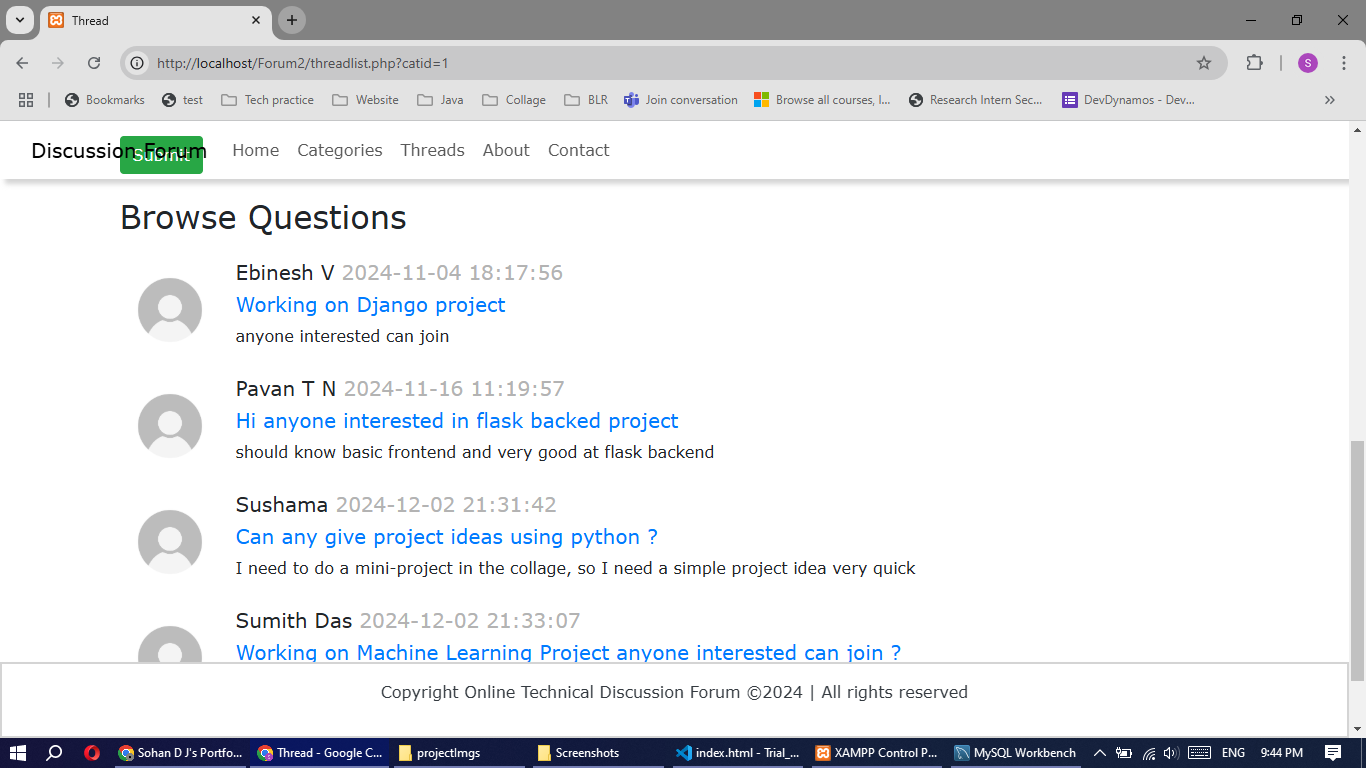 Thread
http://localhost/Forum2/threadlist.php?catid=1
S
Bookmarks test Tech practice Website Java Collage BLR Join conversation Browse all courses, I... Research Intern Sec... DevDynamos - Dev...
Discussion Forum Home Categories Threads About Contact
Submit
Browse Questions
Ebinesh V 2024-11-04 18:17:56
Working on Django project
anyone interested can join
Pavan T N 2024-11-16 11:19:57
Hi anyone interested in flask backed project
should know basic frontend and very good at flask backend
Sushama 2024-12-02 21:31:42
Can any give project ideas using python ?
I need to do a mini-project in the collage, so I need a simple project idea very quick
Sumith Das 2024-12-02 21:33:07
Working on Machine Learning Project anyone interested can join ?
Copyright Online Technical Discussion Forum ©2024 | All rights reserved
Sohan D J's Portfo... Thread - Google C... projectImgs Screenshots index.html - Trial_... XAMPP Control P... MySQL Workbench ENG 9:44 PM